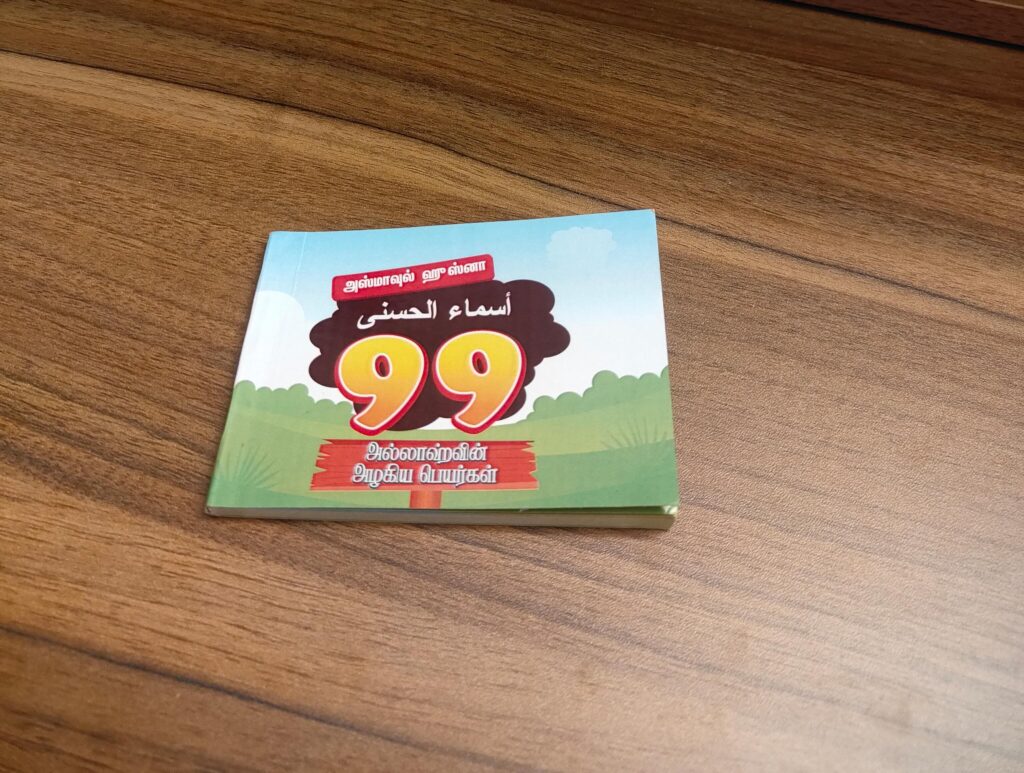 அஸ்மாவுல் ஹுஸ்னா
أسماء الحسنى
99
அல்லாஹ்வின்
அழகிய பெயர்கள்